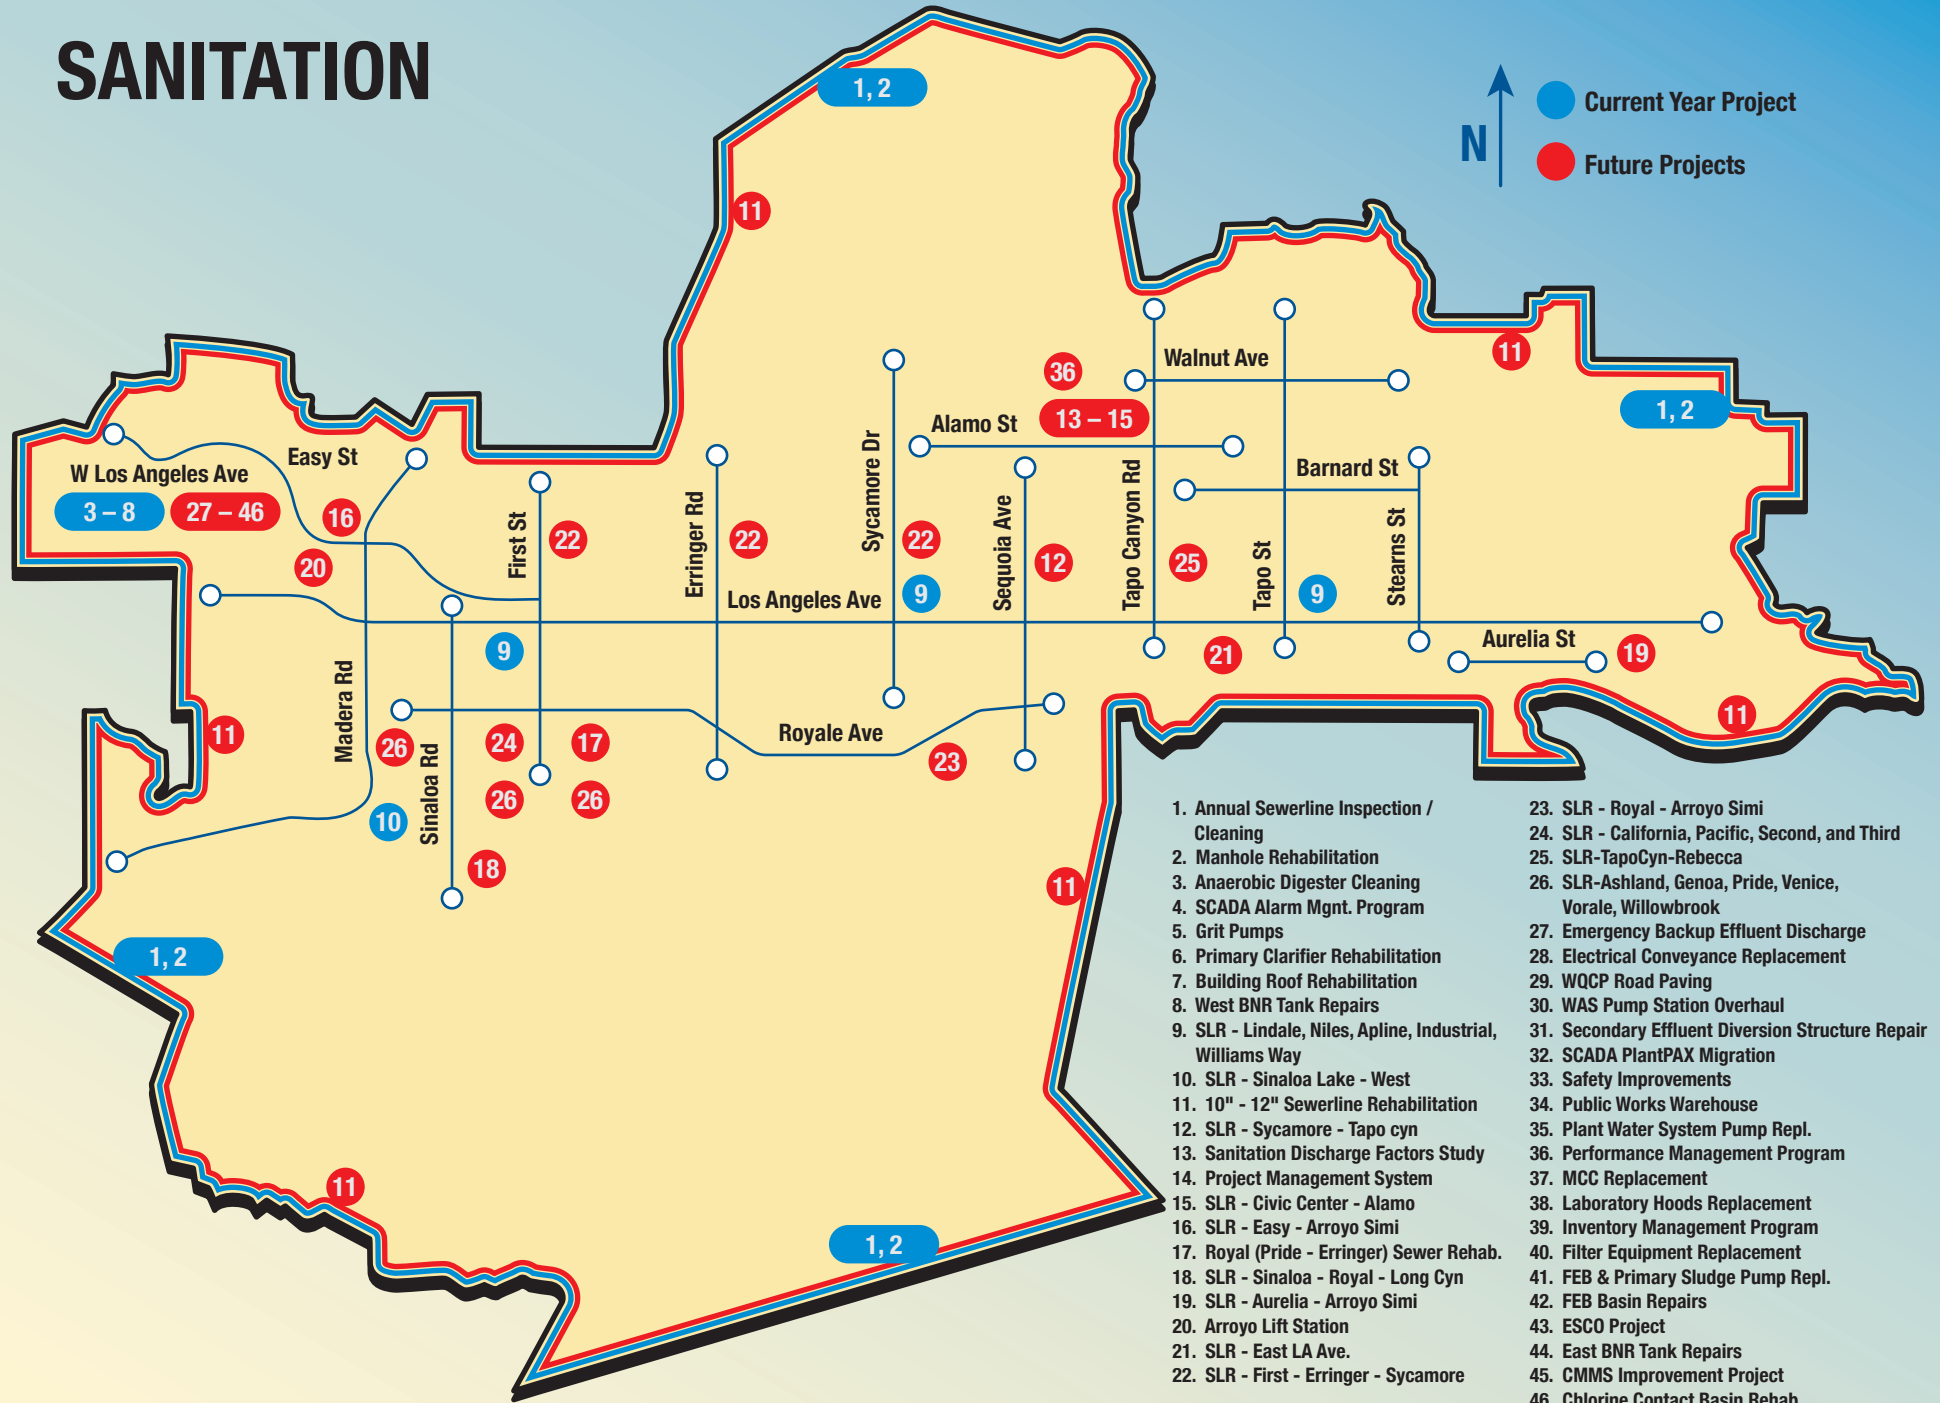 SANITATION
1, 2
N
Current Year Project
Future Projects
11
11
36
Walnut Ave
13 – 15
1, 2
Alamo St
Easy St
W Los Angeles Ave
Barnard St
3 – 8
27 – 46
16
20
First St
22
Erringer Rd
22
Sycamore Dr
22
9
Sequoia Ave
12
Tapo Canyon Rd
25
Tapo St
9
Stearns St
Los Angeles Ave
9
21
Aurelia St
19
Madera Rd
11
11
26
Sinaloa Rd
24
17
Royale Ave
23
26
26
10
18
11
1, 2
11
1, 2
1. Annual Sewerline Inspection /
Cleaning
2. Manhole Rehabilitation
3. Anaerobic Digester Cleaning
4. SCADA Alarm Mgnt. Program
5. Grit Pumps
6. Primary Clarifier Rehabilitation
7. Building Roof Rehabilitation
8. West BNR Tank Repairs
9. SLR - Lindale, Niles, Apline, Industrial,
Williams Way
10. SLR - Sinaloa Lake - West
11. 10" - 12" Sewerline Rehabilitation
12. SLR - Sycamore - Tapo cyn
13. Sanitation Discharge Factors Study
14. Project Management System
15. SLR - Civic Center - Alamo
16. SLR - Easy - Arroyo Simi
17. Royal (Pride - Erringer) Sewer Rehab.
18. SLR - Sinaloa - Royal - Long Cyn
19. SLR - Aurelia - Arroyo Simi
20. Arroyo Lift Station
21. SLR - East LA Ave.
22. SLR - First - Erringer - Sycamore
23. SLR - Royal - Arroyo Simi
24. SLR - California, Pacific, Second, and Third
25. SLR-TapoCyn-Rebecca
26. SLR-Ashland, Genoa, Pride, Venice,
Vorale, Willowbrook
27. Emergency Backup Effluent Discharge
28. Electrical Conveyance Replacement
29. WQCP Road Paving
30. WAS Pump Station Overhaul
31. Secondary Effluent Diversion Structure Repair
32. SCADA PlantPAX Migration
33. Safety Improvements
34. Public Works Warehouse
35. Plant Water System Pump Repl.
36. Performance Management Program
37. MCC Replacement
38. Laboratory Hoods Replacement
39. Inventory Management Program
40. Filter Equipment Replacement
41. FEB & Primary Sludge Pump Repl.
42. FEB Basin Repairs
43. ESCO Project
44. East BNR Tank Repairs
45. CMMS Improvement Project
46. Chlorine Contact Basin Rehab